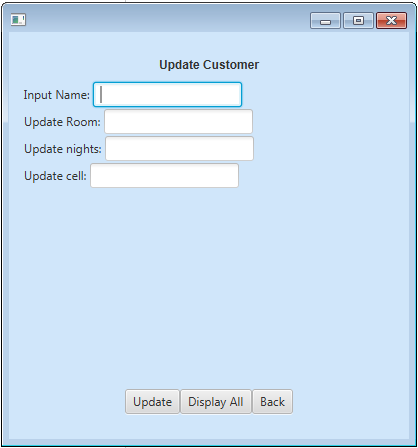 Update Customer
Input Name:
Update Room:
Update nights:
Update cell:
Update Display All Back